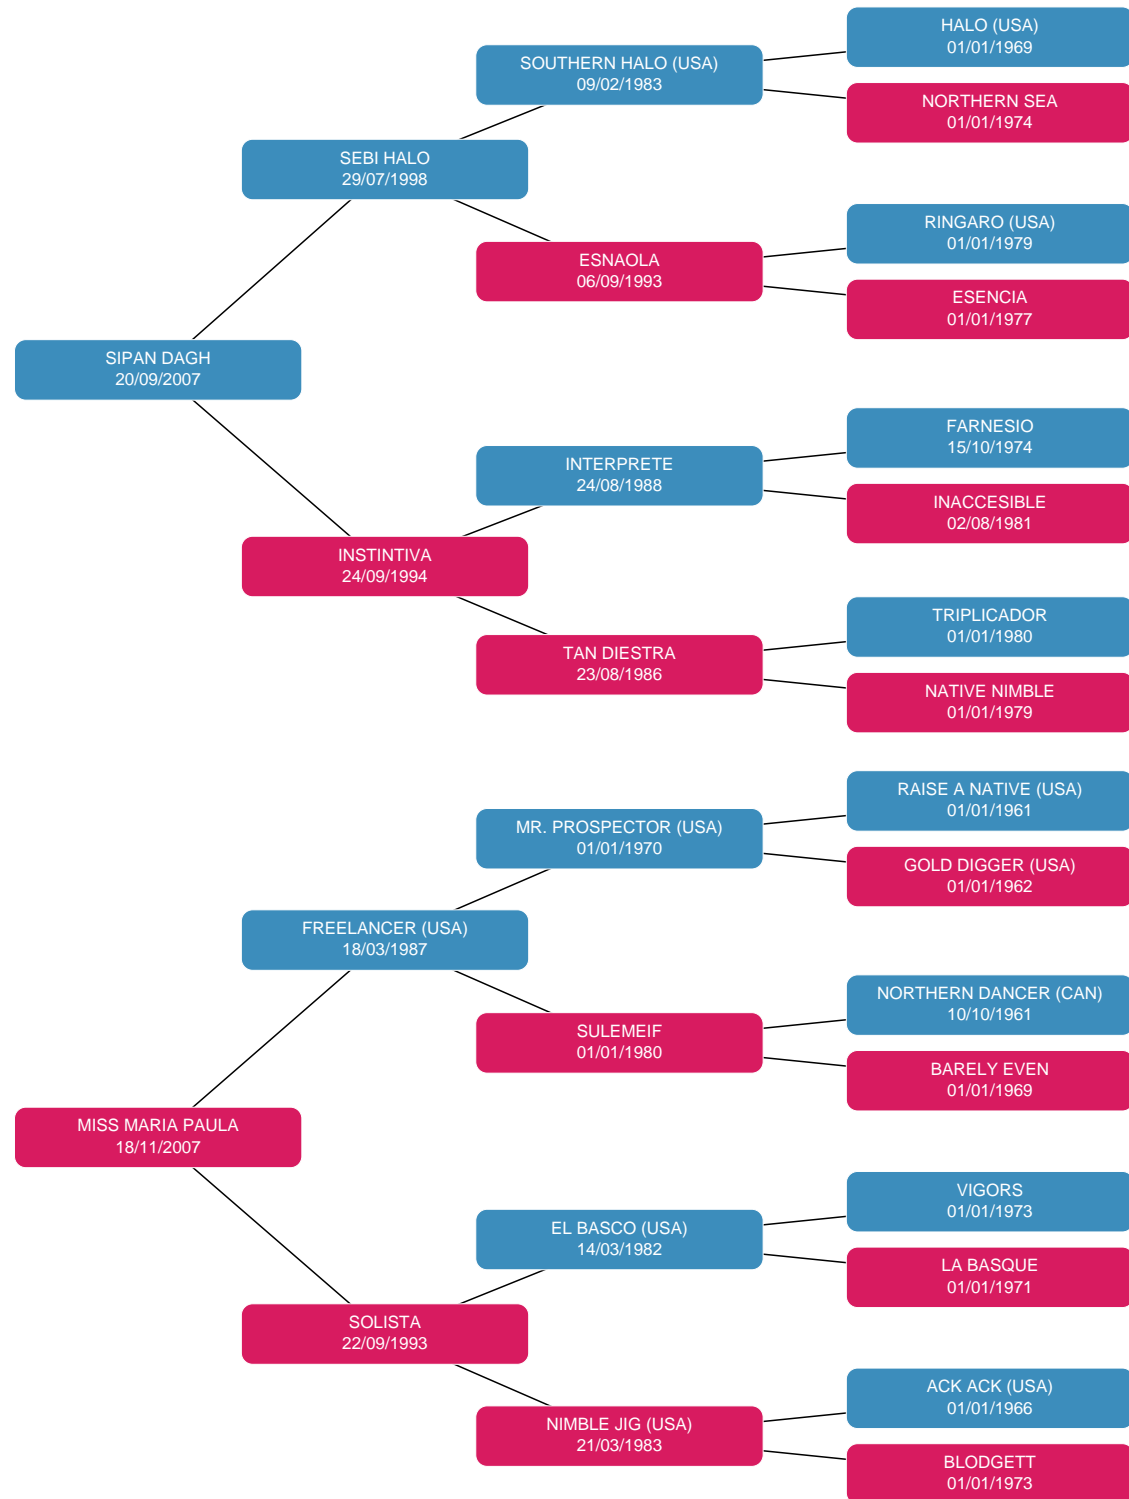 HALO (USA)
01/01/1969
SOUTHERN HALO (USA)
09/02/1983
NORTHERN SEA
01/01/1974
SEBI HALO
29/07/1998
RINGARO (USA)
01/01/1979
ESNAOLA
06/09/1993
ESENCIA
01/01/1977
SIPAN DAGH
20/09/2007
FARNESIO
15/10/1974
INTERPRETE
24/08/1988
INACCESIBLE
02/08/1981
INSTINTIVA
24/09/1994
TRIPLICADOR
01/01/1980
TAN DIESTRA
23/08/1986
NATIVE NIMBLE
01/01/1979
RAISE A NATIVE (USA)
01/01/1961
MR. PROSPECTOR (USA)
01/01/1970
GOLD DIGGER (USA)
01/01/1962
FREELANCER (USA)
18/03/1987
NORTHERN DANCER (CAN)
10/10/1961
SULEMEIF
01/01/1980
BARELY EVEN
01/01/1969
MISS MARIA PAULA
18/11/2007
VIGORS
01/01/1973
EL BASCO (USA)
14/03/1982
LA BASQUE
01/01/1971
SOLISTA
22/09/1993
ACK ACK (USA)
01/01/1966
NIMBLE JIG (USA)
21/03/1983
BLODGETT
01/01/1973